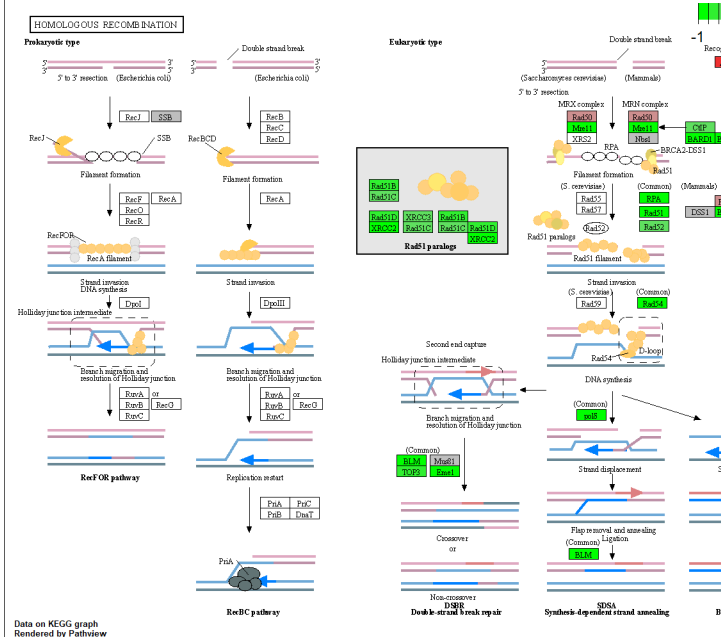 HOMOLOGOUS RECOMBINATION
-1
Prokaryotic type
Eukaryotic type
Double strand break
Double strand break
5'
3'
5'
3'
3'
5'
3'
5'
5' to 3' resection
(Escherichia coli)
(Escherichia coli)
(Saccharomyces cerevisiae)
(Mammals)
5' to 3' resection
MRX complex
MRN complex
RecJ
SSB
RecB
RecC
RecD
Rad50
Mre11
XRS2
Rad50
Mre11
Nbs1
CtIP
BARD1
RecJ
SSB
RecBCD
RPA
BRCA2-DSS1
Rad51
Filament formation
Filament formation
Filament formation
RecF
RecA
RecO
RecR
RecA
(S. cerevisiae)
(Common)
(Mammals)
Rad55
Rad57
Rad52
RPA
Rad51
Rad52
DSS1
Rad51B
Rad51C
Rad51D
XRCC3
Rad51B
XRCC2
Rad51C
Rad51C
Rad51D
XRCC2
Rad51 paralogs
RecFOR
RecA filament
Rad51 paralogs
Rad51 filament
Strand invasion
DNA synthesis
Strand invasion
Strand invasion
DpoI
DpoIII
(S. cerevisiae)
(Common)
Rad59
Rad54
Holliday junction intermediate
Second end capture
Holliday junction intermediate
Rad54
D-loop
Branch migration and
resolution of Holliday junction
Branch migration and
resolution of Holliday junction
DNA synthesis
RuvA
or
RuvB
RecG
RuvC
RuvA
or
RuvB
RecG
RuvC
Branch migration and
resolution of Holliday junction
(Common)
polδ
(Common)
BLM
Mus81
TOP3
Eme1
Strand displacement
RecFOR pathway
Replication restart
PriA
PriC
PriB
DnaT
Crossover
or
Flap removal and annealing
Ligation
(Common)
BLM
PriA
Non-crossover
RecBC pathway
DSBR
Double-strand break repair
SDSA
Synthesis-dependent strand annealing
Data on KEGG graph
Rendered by Pathview